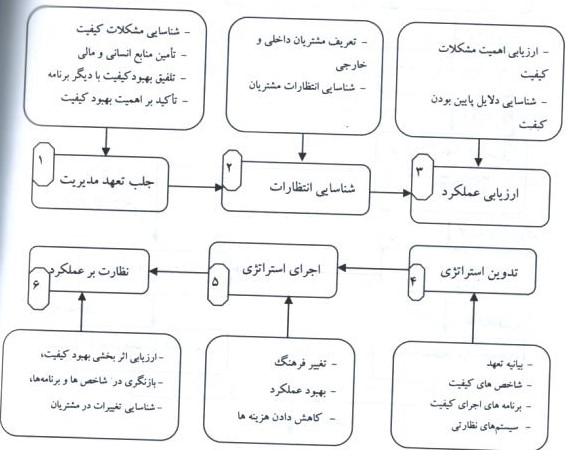 - شناسایی مشکلات کیفیت
- تأمین منابع انسانی و مالی
- تلفیق بهبود کیفیت با دیگر برنامه
- تأکید بر اهمیت بهبود کیفیت
۱
جلب تعهد مدیریت
- تعریف مشتریان داخلی و
خارجی
- شناسایی انتظارات مشتریان
۲
شناسایی انتظارات
- ارزیابی اهمیت مشکلات
کیفیت
- شناسایی دلایل پایین بودن
کیفیت
۳
ارزیابی عملکرد
تدوین استراتژی
۴
- بیانیه تعهد
- شاخص های کیفیت
- برنامه های اجرای کیفیت
- سیستم‌های نظارتی
اجرای استراتژی
۵
- تغییر فرهنگ
- بهبود عملکرد
- کاهش دادن هزینه ها
نظارت بر عملکرد
۶
- ارزیابی اثر بخشی بهبود کیفیت،
- بازنگری در شاخص ها و برنامه‌ها،
- شناسایی تغییرات در مشتریان